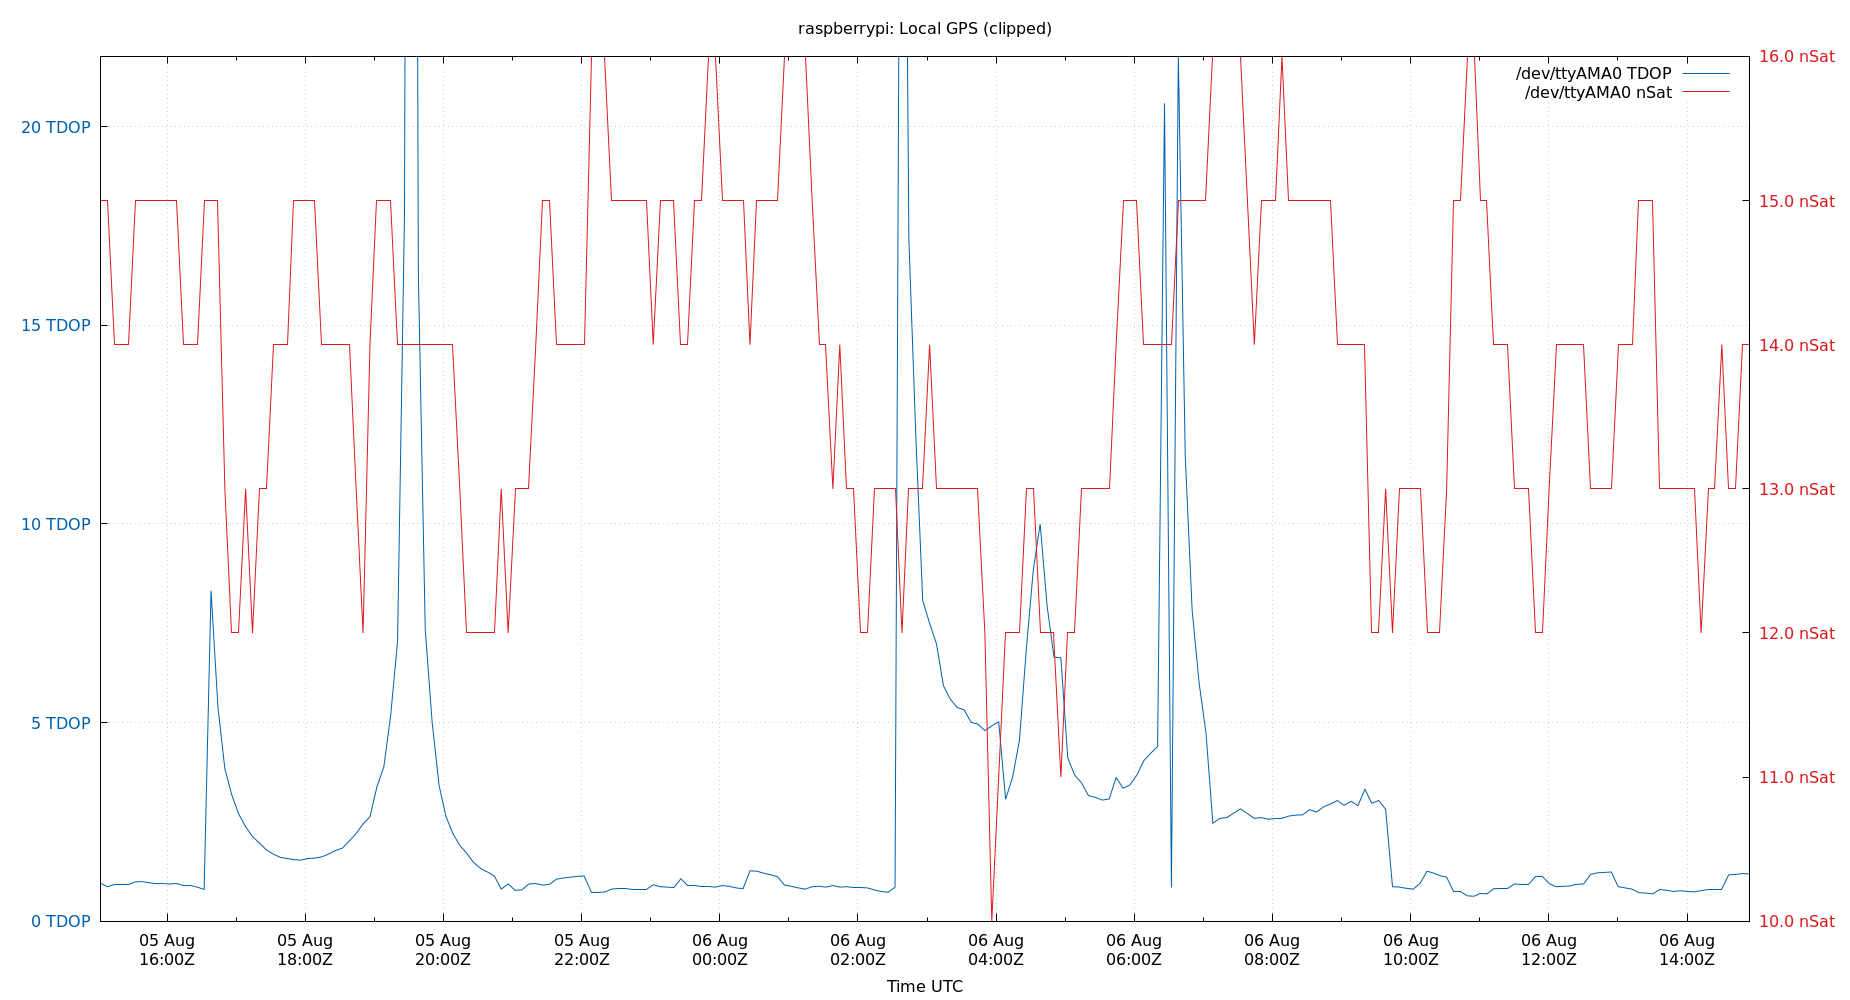 raspberrypi: Local GPS (clipped)
16.0 nSat
/dev/ttyAMA0 TDOP
/dev/ttyAMA0 nSat
20 TDOP
15.0 nSat
15 TDOP
14.0 nSat
13.0 nSat
10 TDOP
12.0 nSat
5 TDOP
11.0 nSat
0 TDOP
10.0 nSat
05 Aug 05 Aug 05 Aug 05 Aug 06 Aug 06 Aug 06 Aug 06 Aug 06 Aug 06 Aug 06 Aug 06 Aug
16:00Z 18:00Z 20:00Z 22:00Z 00:00Z 02:00Z 04:00Z 06:00Z 08:00Z 10:00Z 12:00Z 14:00Z
Time UTC